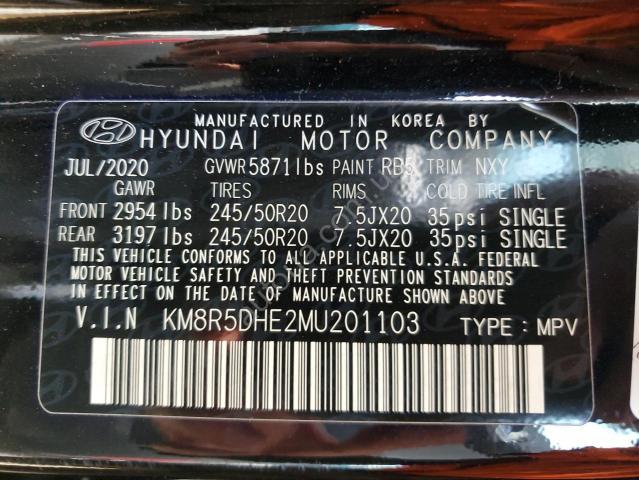 MANUFACTURED IN KOREA BY
HYUNDAI MOTOR COMPANY
JUL/2020 GVWR 5871 lbs PAINT RB5 TRIM NXY
GAWR TIRES RIMS COLD TIRE INFL
FRONT 2954 lbs 245/50R20 7.5JX20 35psi SINGLE
REAR 3197 lbs 245/50R20 7.5JX20 35psi SINGLE
THIS VEHICLE CONFORMS TO ALL APPLICABLE U.S.A. FEDERAL
MOTOR VEHICLE SAFETY AND THEFT PREVENTION STANDARDS
IN EFFECT ON THE DATE OF MANUFACTURE SHOWN ABOVE.
V.I.N KM8R5DHE2MU201103 TYPE : MPV